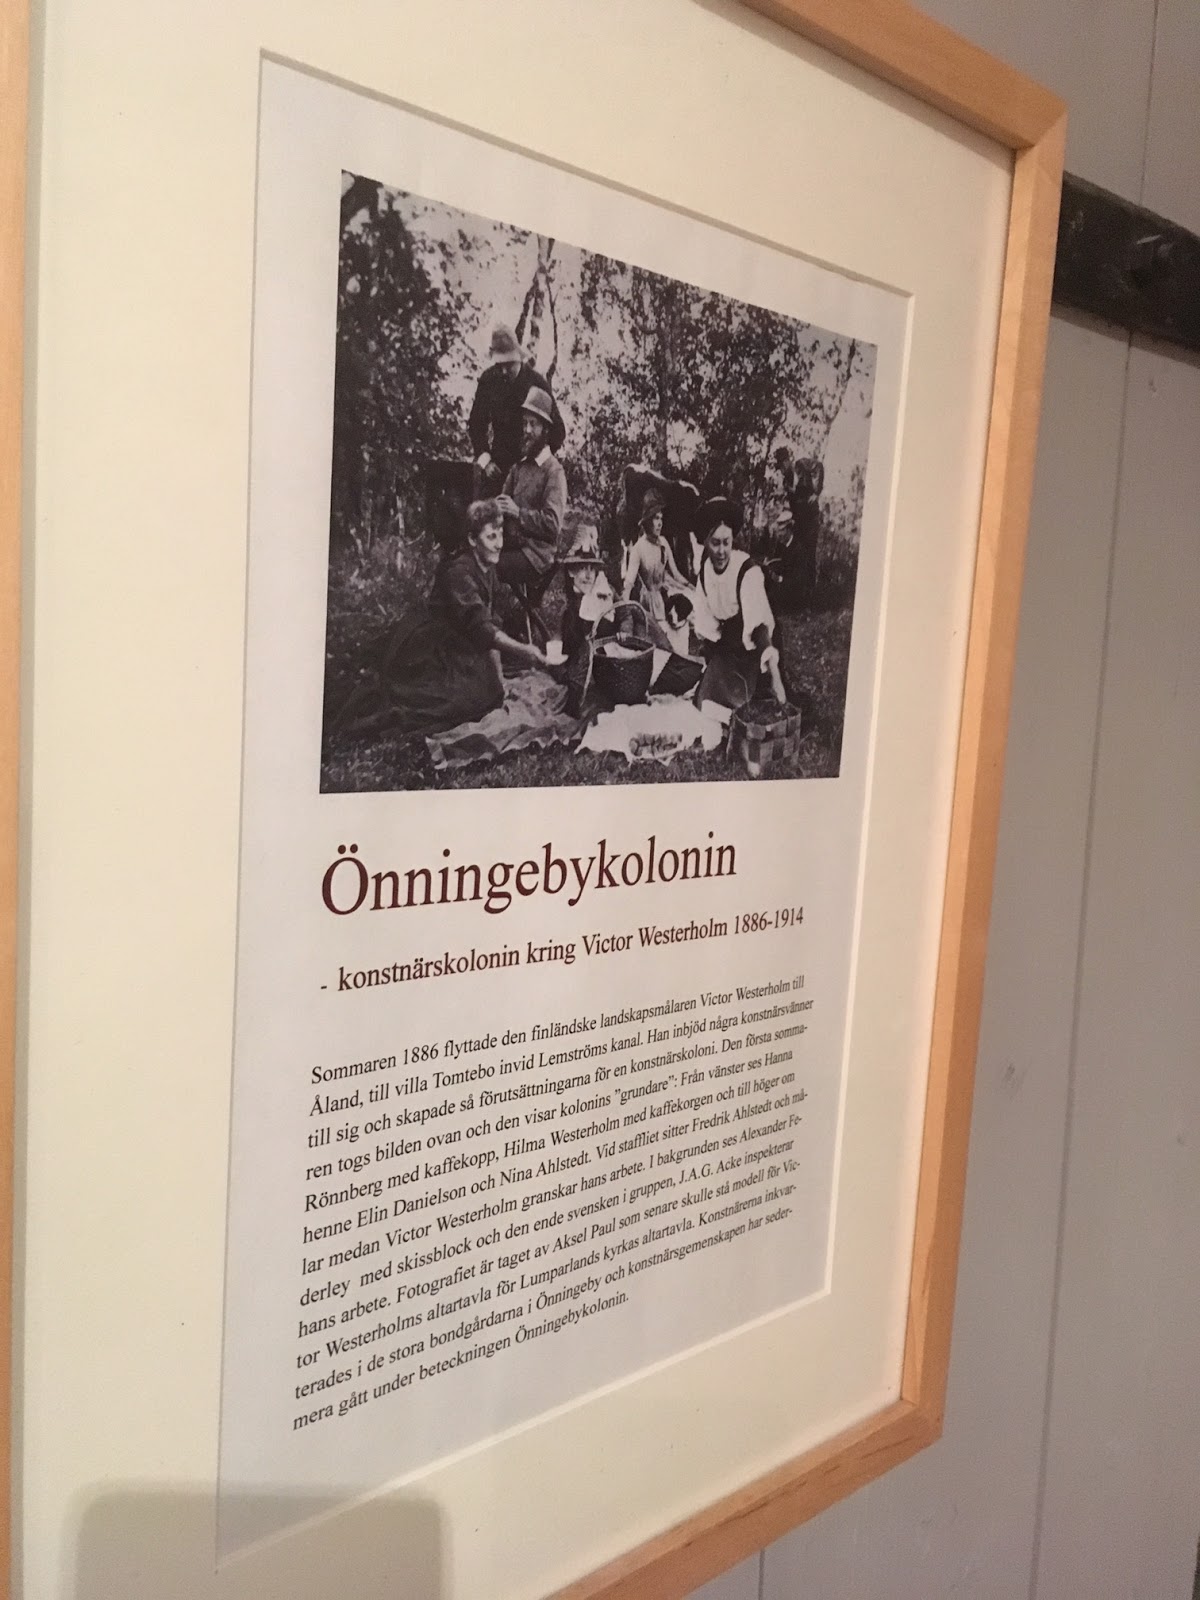 Önningebykolonin
- konstnärskolonin kring Victor Westerholm 1886-1914
Sommaren 1886 flyttade den finländske landskapsmålaren Victor Westerholm till
Åland, till villa Tomtebo invid Lemströms kanal. Han inbjöd några konstnärsvänner
till sig och skapade så förutsättningarna för en konstnärskoloni. Den första somma-
ren togs bilden ovan och den visar kolonins ”grundare”: Från vänster ses Hanna
Rönnberg med kaffekopp, Hilma Westerholm med kaffekorgen och till höger om
henne Elin Danielson och Nina Ahlstedt. Vid staffliet sitter Fredrik Ahlstedt och må-
lar medan Victor Westerholm granskar hans arbete. I bakgrunden ses Alexander Fe-
derley med skissblock och den ende svensken i gruppen, J.A.G. Acke inspekterar
hans arbete. Fotografiet är taget av Aksel Paul som senare skulle stå modell för Vic-
tor Westerholms altartavla för Lumparlands kyrkas altartavla. Konstnärerna inkvar-
terades i de stora bondgårdarna i Önningeby och konstnärsgemenskapen har seder-
mera gått under beteckningen Önningebykolonin.